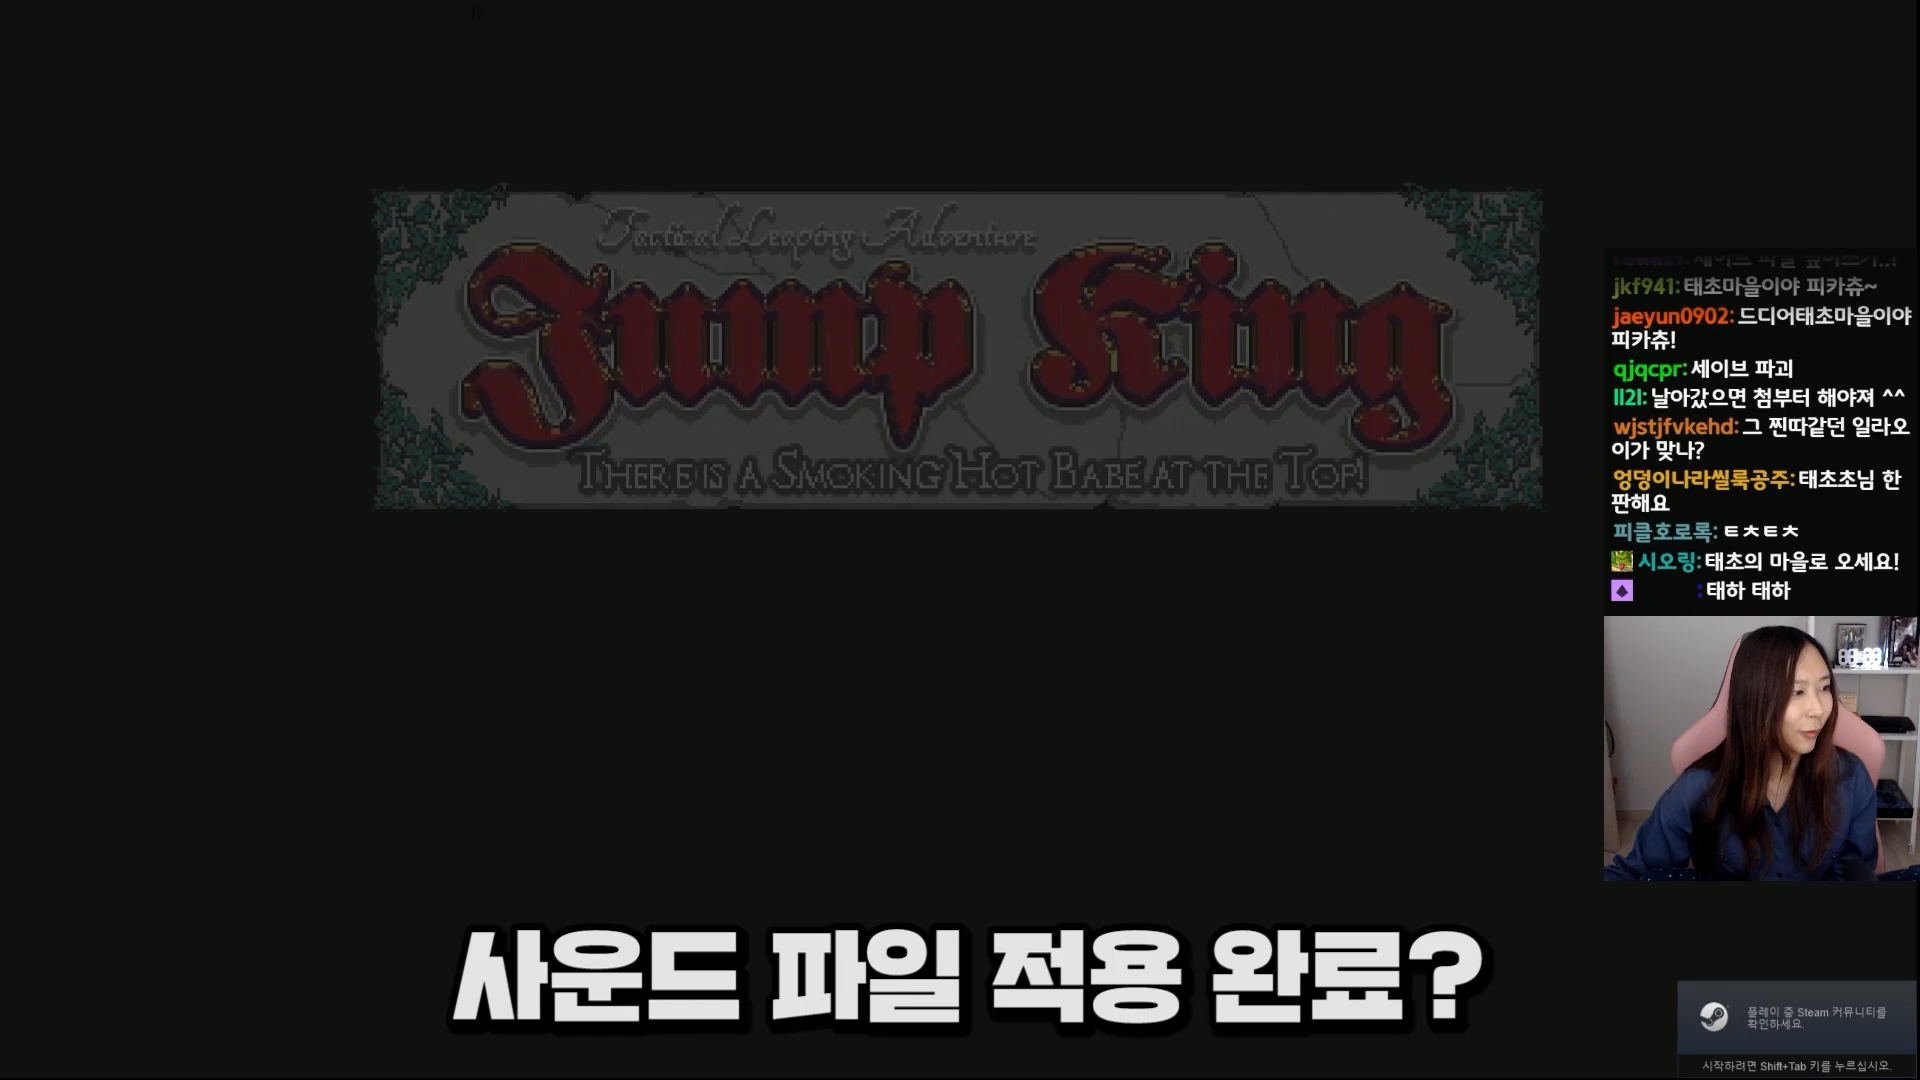 Tactical Leaping Adventure
Jump King
THERE IS A SMOKING HOT BABE AT THE TOP!
jkf941: 태초마을이야 피카츄~
jaeyun0902: 드디어태초마을이야
피카츄!
qjqcpr: 세이브 파괴
ll2l: 날아갔으면 첨부터 해야져 ^^
wjstjfvkehd: 그 찐따같던 일라오
이가 맞나?
엉덩이나라씰룩공주: 태초초님 한
판해요
피클호로록: ㅌㅊㅌㅊ
시오링: 태초의 마을로 오세요!
: 태하 태하
사운드 파일 적용 완료?
플레이 중 Steam 커뮤니티를
확인하세요.
시작하려면 Shift+Tab 키를 누르십시오.